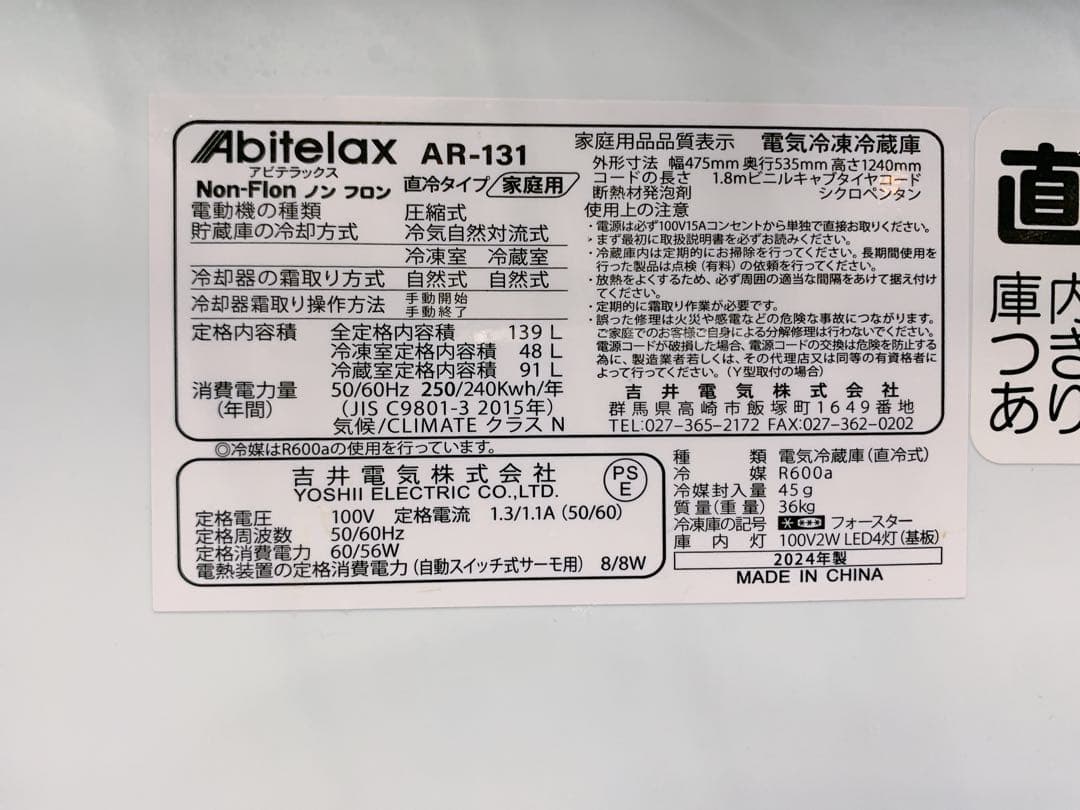 Abitelax AR-131
アビテラックス
Non-Flon ノンフロン 直冷タイプ/家庭用
電動機の種類 圧縮式
貯蔵庫の冷却方式 冷気自然対流式
冷凍室 冷蔵室
冷却器の霜取り方式 自然式 自然式
冷却器霜取り操作方法 手動開始
手動終了
定格内容積 全定格内容積 139L
冷凍室定格内容積 48L
冷蔵室定格内容積 91L
消費電力量 50/60Hz 250/240Kwh/年
(年間) (JIS C9801-3 2015年)
気候/CLIMATE クラス N
家庭用品品質表示 電気冷凍冷蔵庫
外形寸法 幅475mm 奥行535mm 高さ1240mm
コードの長さ 1.8mビニルキャブタイヤコード
断熱材発泡剤 シクロペンタン
使用上の注意
・電源は必ず100V15Aコンセントから単独で直接お取りください。
・まず最初に取扱説明書を必ずお読みください。
・冷蔵庫内は定期的にお掃除を行ってください。長期間使用を
行った製品は点検(有料)の依頼を行ってください。
・放熱をよくするため、必ず周囲の適当な間隔をあけて据え付け
てください。
・定期的に霜取り作業が必要です。
・誤った修理は火災や感電などの危険な事故につながります。
ご家庭でのお客様ご自身による分解修理は行わないでください。
電源コードが破損した場合、電源コードの交換は危険を防止する
為に、製造業者若しくは、その代理店又は同等の有資格者に
よって行ってください。(Y型取付の場合)
吉井電気株式会社
群馬県高崎市飯塚町1649番地
TEL:027-365-2172 FAX:027-362-0202
◎冷媒はR600aの使用を行っています。
吉井電気株式会社
YOSHII ELECTRIC CO.,LTD.
PS
E
定格電圧 100V 定格電流 1.3/1.1A (50/60)
定格周波数 50/60Hz
定格消費電力 60/56W
電熱装置の定格消費電力(自動スイッチ式サーモ用) 8/8W
種類 電気冷蔵庫(直冷式)
冷媒 R600a
冷媒封入量 45g
質量(重量) 36kg
冷凍庫の記号 フォースター
庫内灯 100V2W LED4灯(基板)
2024年製
MADE IN CHINA
直
庫内
つき
あり